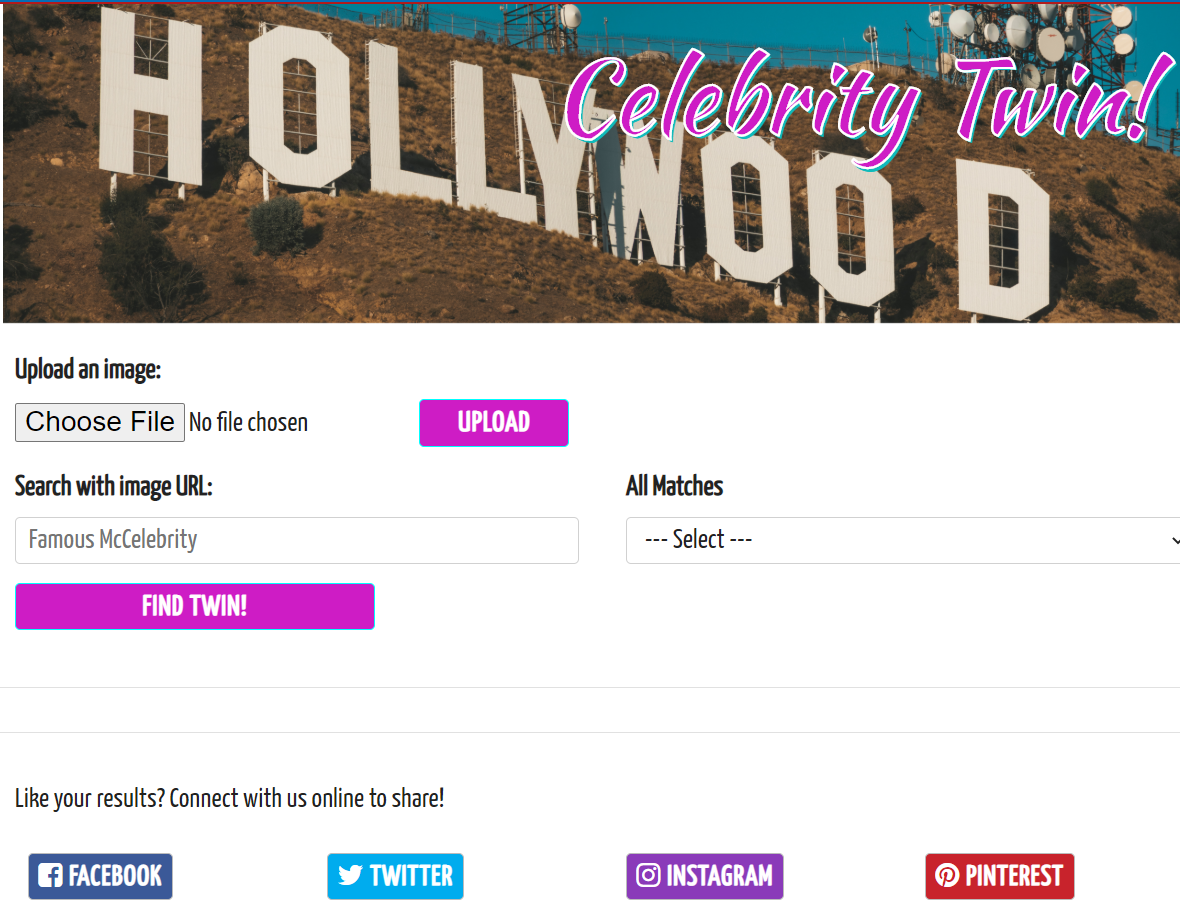 HOLLYWOOD
Celebrity Twin!
Upload an image:
Choose File No file chosen UPLOAD
Search with image URL: All Matches
Famous McCelebrity --- Select ---
FIND TWIN!
Like your results? Connect with us online to share!
FACEBOOK TWITTER INSTAGRAM PINTEREST